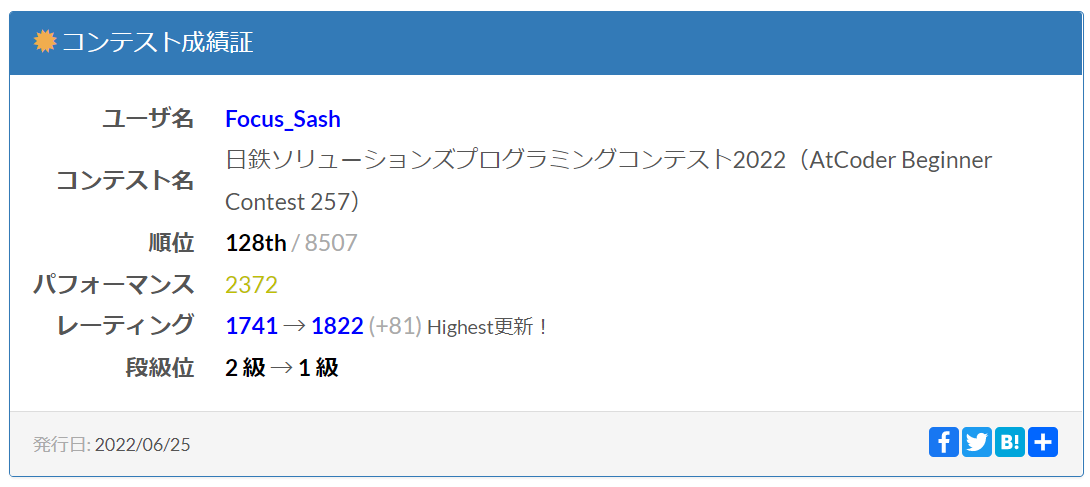 コンテスト成績証
ユーザ名 Focus_Sash
コンテスト名 日鉄ソリューションズプログラミングコンテスト2022（AtCoder Beginner
Contest 257）
順位 128th / 8507
パフォーマンス 2372
レーティング 1741 → 1822 (+81) Highest更新！
段級位 2 級 → 1 級
発行日: 2022/06/25 B!